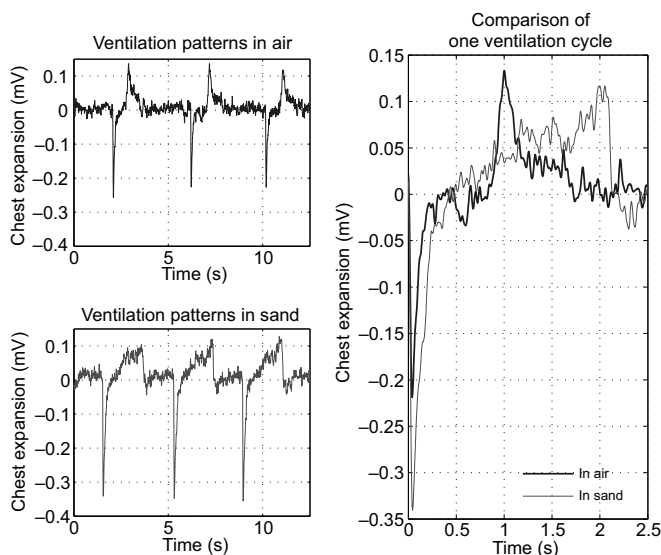 Ventilation patterns in air
Chest expansion (mV)
0.1
0
–0.1
–0.2
–0.3
–0.4
0
5
10
Time (s)
Ventilation patterns in sand
Chest expansion (mV)
0.1
0
–0.1
–0.2
–0.3
–0.4
0
5
10
Time (s)
Comparison of
one ventilation cycle
Chest expansion (mV)
0.15
0.1
0.05
0
–0.05
–0.1
–0.15
–0.2
–0.25
–0.3
–0.35
0
0.5
1
1.5
2
2.5
Time (s)
In air
In sand